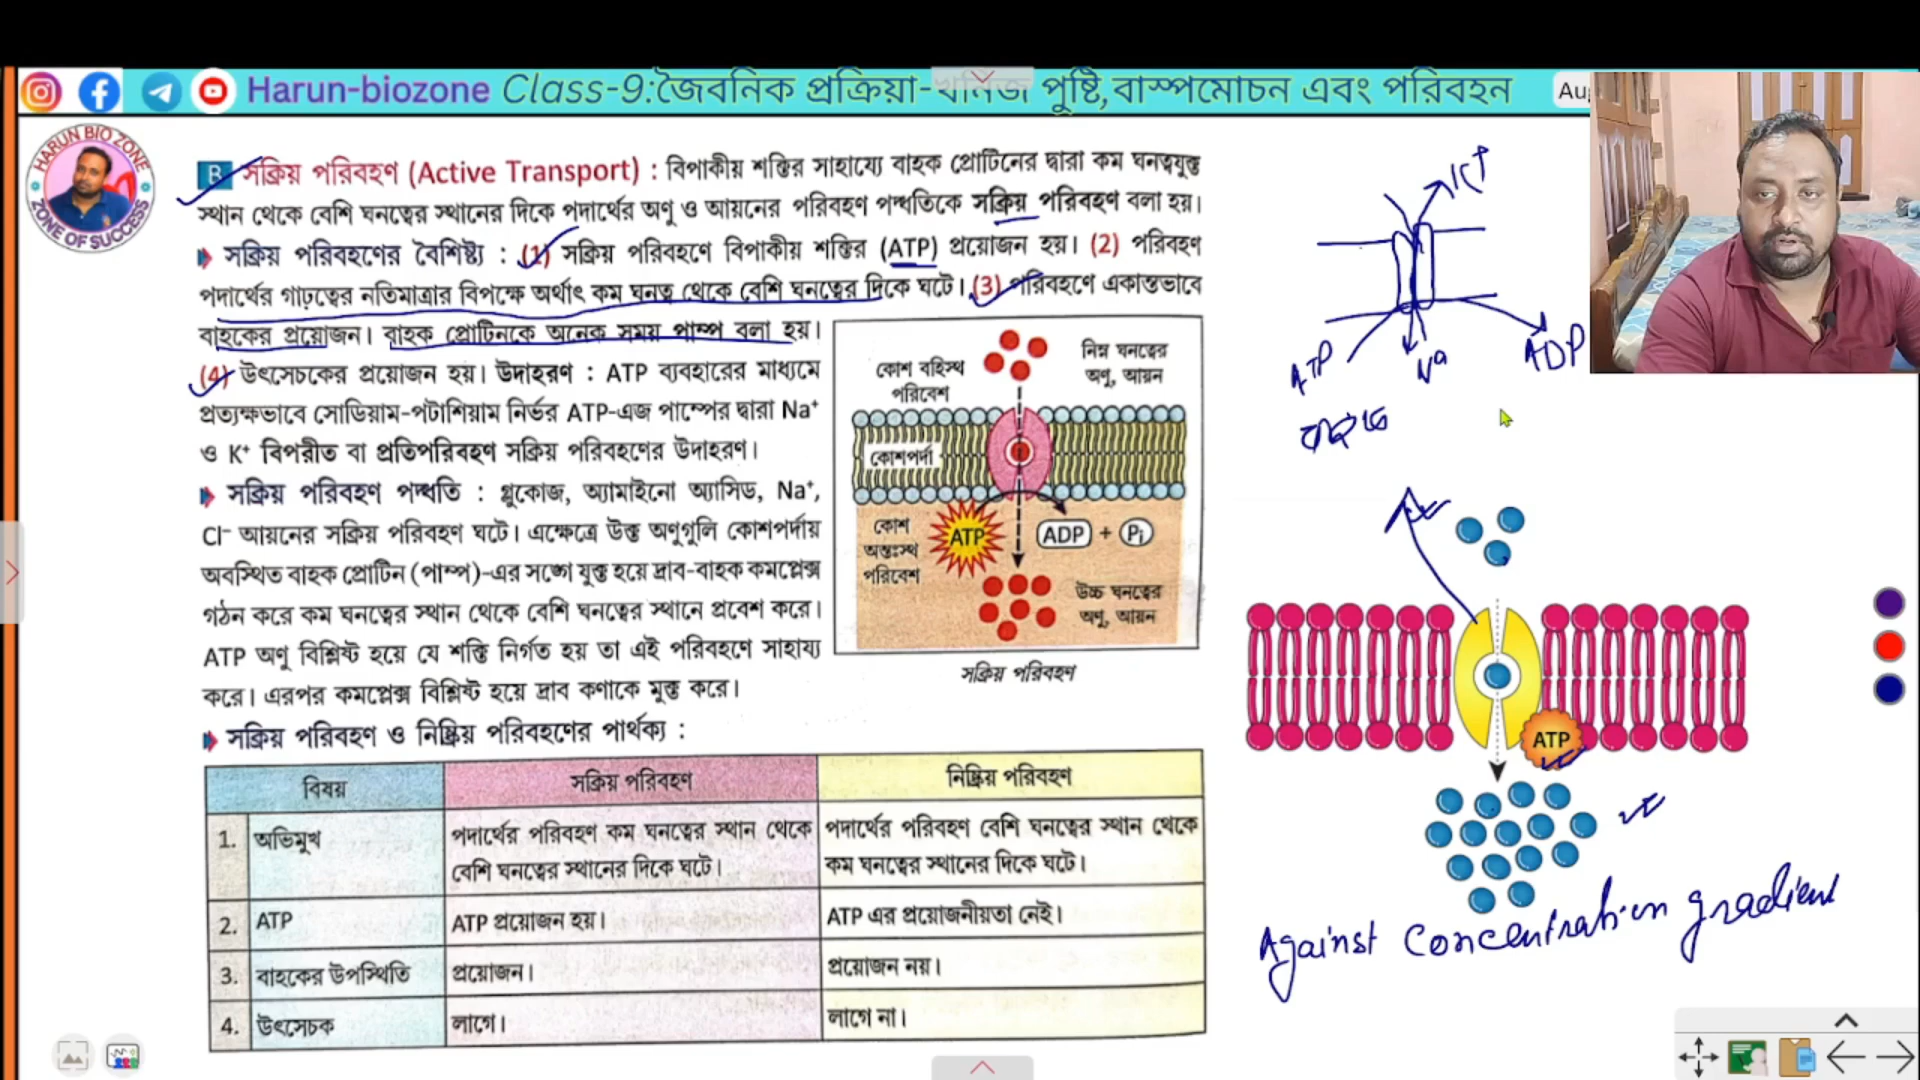 Harun-biozone Class-9:জৈবনিক প্রক্রিয়া-খনিজ পুষ্টি,বাস্পমোচন এবং পরিবহন
Aug
HARUN BIO ZONE
ZONE OF SUCCESS
B সক্রিয় পরিবহণ (Active Transport) : বিপাকীয় শক্তির সাহায্যে বাহক প্রোটিনের দ্বারা কম ঘনত্বযুক্ত
স্থান থেকে বেশি ঘনত্বের স্থানের দিকে পদার্থের অণু ও আয়নের পরিবহণ পদ্ধতিকে সক্রিয় পরিবহণ বলা হয়।
সক্রিয় পরিবহণের বৈশিষ্ট্য : (1) সক্রিয় পরিবহণে বিপাকীয় শক্তির (ATP) প্রয়োজন হয়। (2) পরিবহণ
পদার্থের গাঢ়ত্বের নতিমাত্রার বিপক্ষে অর্থাৎ কম ঘনত্ব থেকে বেশি ঘনত্বের দিকে ঘটে। (3) পরিবহণে একান্তভাবে
বাহকের প্রয়োজন। বাহক প্রোটিনকে অনেক সময় পাম্প বলা হয়।
(4) উৎসেচকের প্রয়োজন হয়। উদাহরণ : ATP ব্যবহারের মাধ্যমে
প্রত্যক্ষভাবে সোডিয়াম-পটাশিয়াম নির্ভর ATP-এজ পাম্পের দ্বারা Na⁺
ও K⁺ বিপরীত বা প্রতিপরিবহণ সক্রিয় পরিবহণের উদাহরণ।
সক্রিয় পরিবহণ পদ্ধতি : গ্লুকোজ, অ্যামাইনো অ্যাসিড, Na⁺,
Cl⁻ আয়নের সক্রিয় পরিবহণ ঘটে। এক্ষেত্রে উক্ত অণুগুলি কোশপর্দায়
অবস্থিত বাহক প্রোটিন (পাম্প)-এর সঙ্গে যুক্ত হয়ে দ্রাব-বাহক কমপ্লেক্স
গঠন করে কম ঘনত্বের স্থান থেকে বেশি ঘনত্বের স্থানে প্রবেশ করে।
ATP অণু বিশ্লিষ্ট হয়ে যে শক্তি নির্গত হয় তা এই পরিবহণে সাহায্য
করে। এরপর কমপ্লেক্স বিশ্লিষ্ট হয়ে দ্রাব কণাকে মুক্ত করে।
কোশ বহিস্থ
পরিবেশ
নিম্ন ঘনত্বের
অণু, আয়ন
কোশপর্দা
কোশ
অন্তঃস্থ
পরিবেশ
ATP
ADP + Pi
উচ্চ ঘনত্বের
অণু, আয়ন
সক্রিয় পরিবহণ
সক্রিয় পরিবহণ ও নিষ্ক্রিয় পরিবহণের পার্থক্য :
বিষয়
সক্রিয় পরিবহণ
নিষ্ক্রিয় পরিবহণ
1. অভিমুখ
পদার্থের পরিবহণ কম ঘনত্বের স্থান থেকে
বেশি ঘনত্বের স্থানের দিকে ঘটে।
পদার্থের পরিবহণ বেশি ঘনত্বের স্থান থেকে
কম ঘনত্বের স্থানের দিকে ঘটে।
2. ATP
ATP প্রয়োজন হয়।
ATP এর প্রয়োজনীয়তা নেই।
3. বাহকের উপস্থিতি
প্রয়োজন।
প্রয়োজন নয়।
4. উৎসেচক
লাগে।
লাগে না।
K⁺
ATP
Na
ADP
ATP
Against concentration gradient